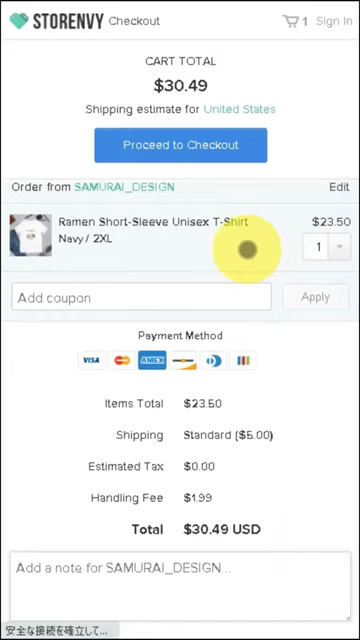 STORENVY Checkout 1 Sign In
CART TOTAL
$30.49
Shipping estimate for United States
Proceed to Checkout
Order from SAMURAI_DESIGN Edit
Ramen Short-Sleeve Unisex T-Shirt $23.50
Navy / 2XL
1
Add coupon Apply
Payment Method
VISA AMEX
Items Total $23.50
Shipping Standard ($5.00)
Estimated Tax $0.00
Handling Fee $1.99
Total $30.49 USD
Add a note for SAMURAI_DESIGN...
安全な接続を確立して...